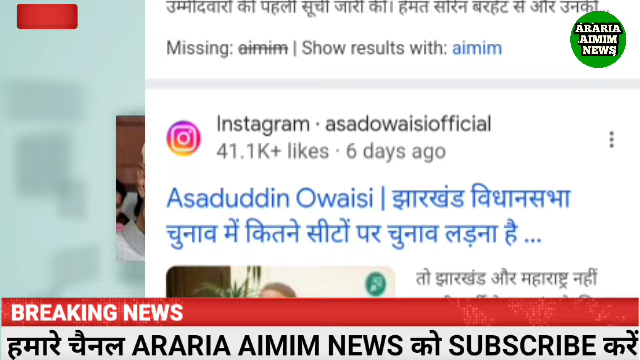 उम्मीदवारों की पहली सूची जारी की। हेमंत सोरेन बरहेट से और उनकी...
Missing: aimim | Show results with: aimim
ARARIA
AIMIM
NEWS
Instagram · asadowaisiofficial
41.1K+ likes · 6 days ago
Asaduddin Owaisi | झारखंड विधानसभा
चुनाव में कितने सीटों पर चुनाव लड़ना है ...
तो झारखंड और महाराष्ट्र नहीं
BREAKING NEWS
हमारे चैनल ARARIA AIMIM NEWS को SUBSCRIBE करें